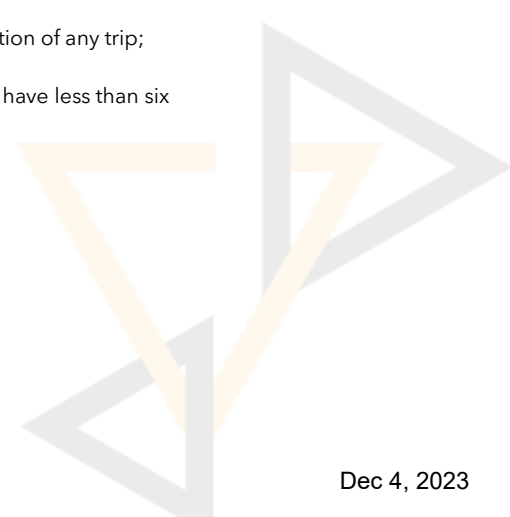 tion of any trip;
have less than six
Dec 4, 2023